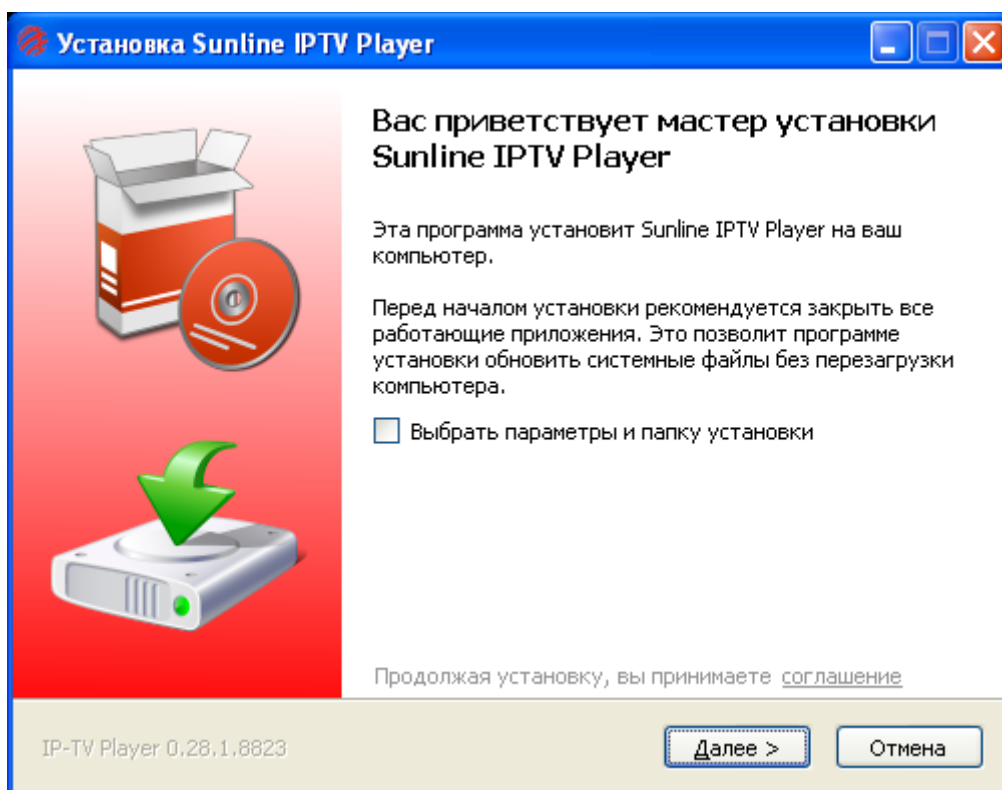 Установка Sunline IPTV Player
Вас приветствует мастер установки
Sunline IPTV Player
Эта программа установит Sunline IPTV Player на ваш
компьютер.
Перед началом установки рекомендуется закрыть все
работающие приложения. Это позволит программе
установки обновить системные файлы без перезагрузки
компьютера.
Выбрать параметры и папку установки
Продолжая установку, вы принимаете соглашение
IP-TV Player 0.28.1.8823
Далее >
Отмена